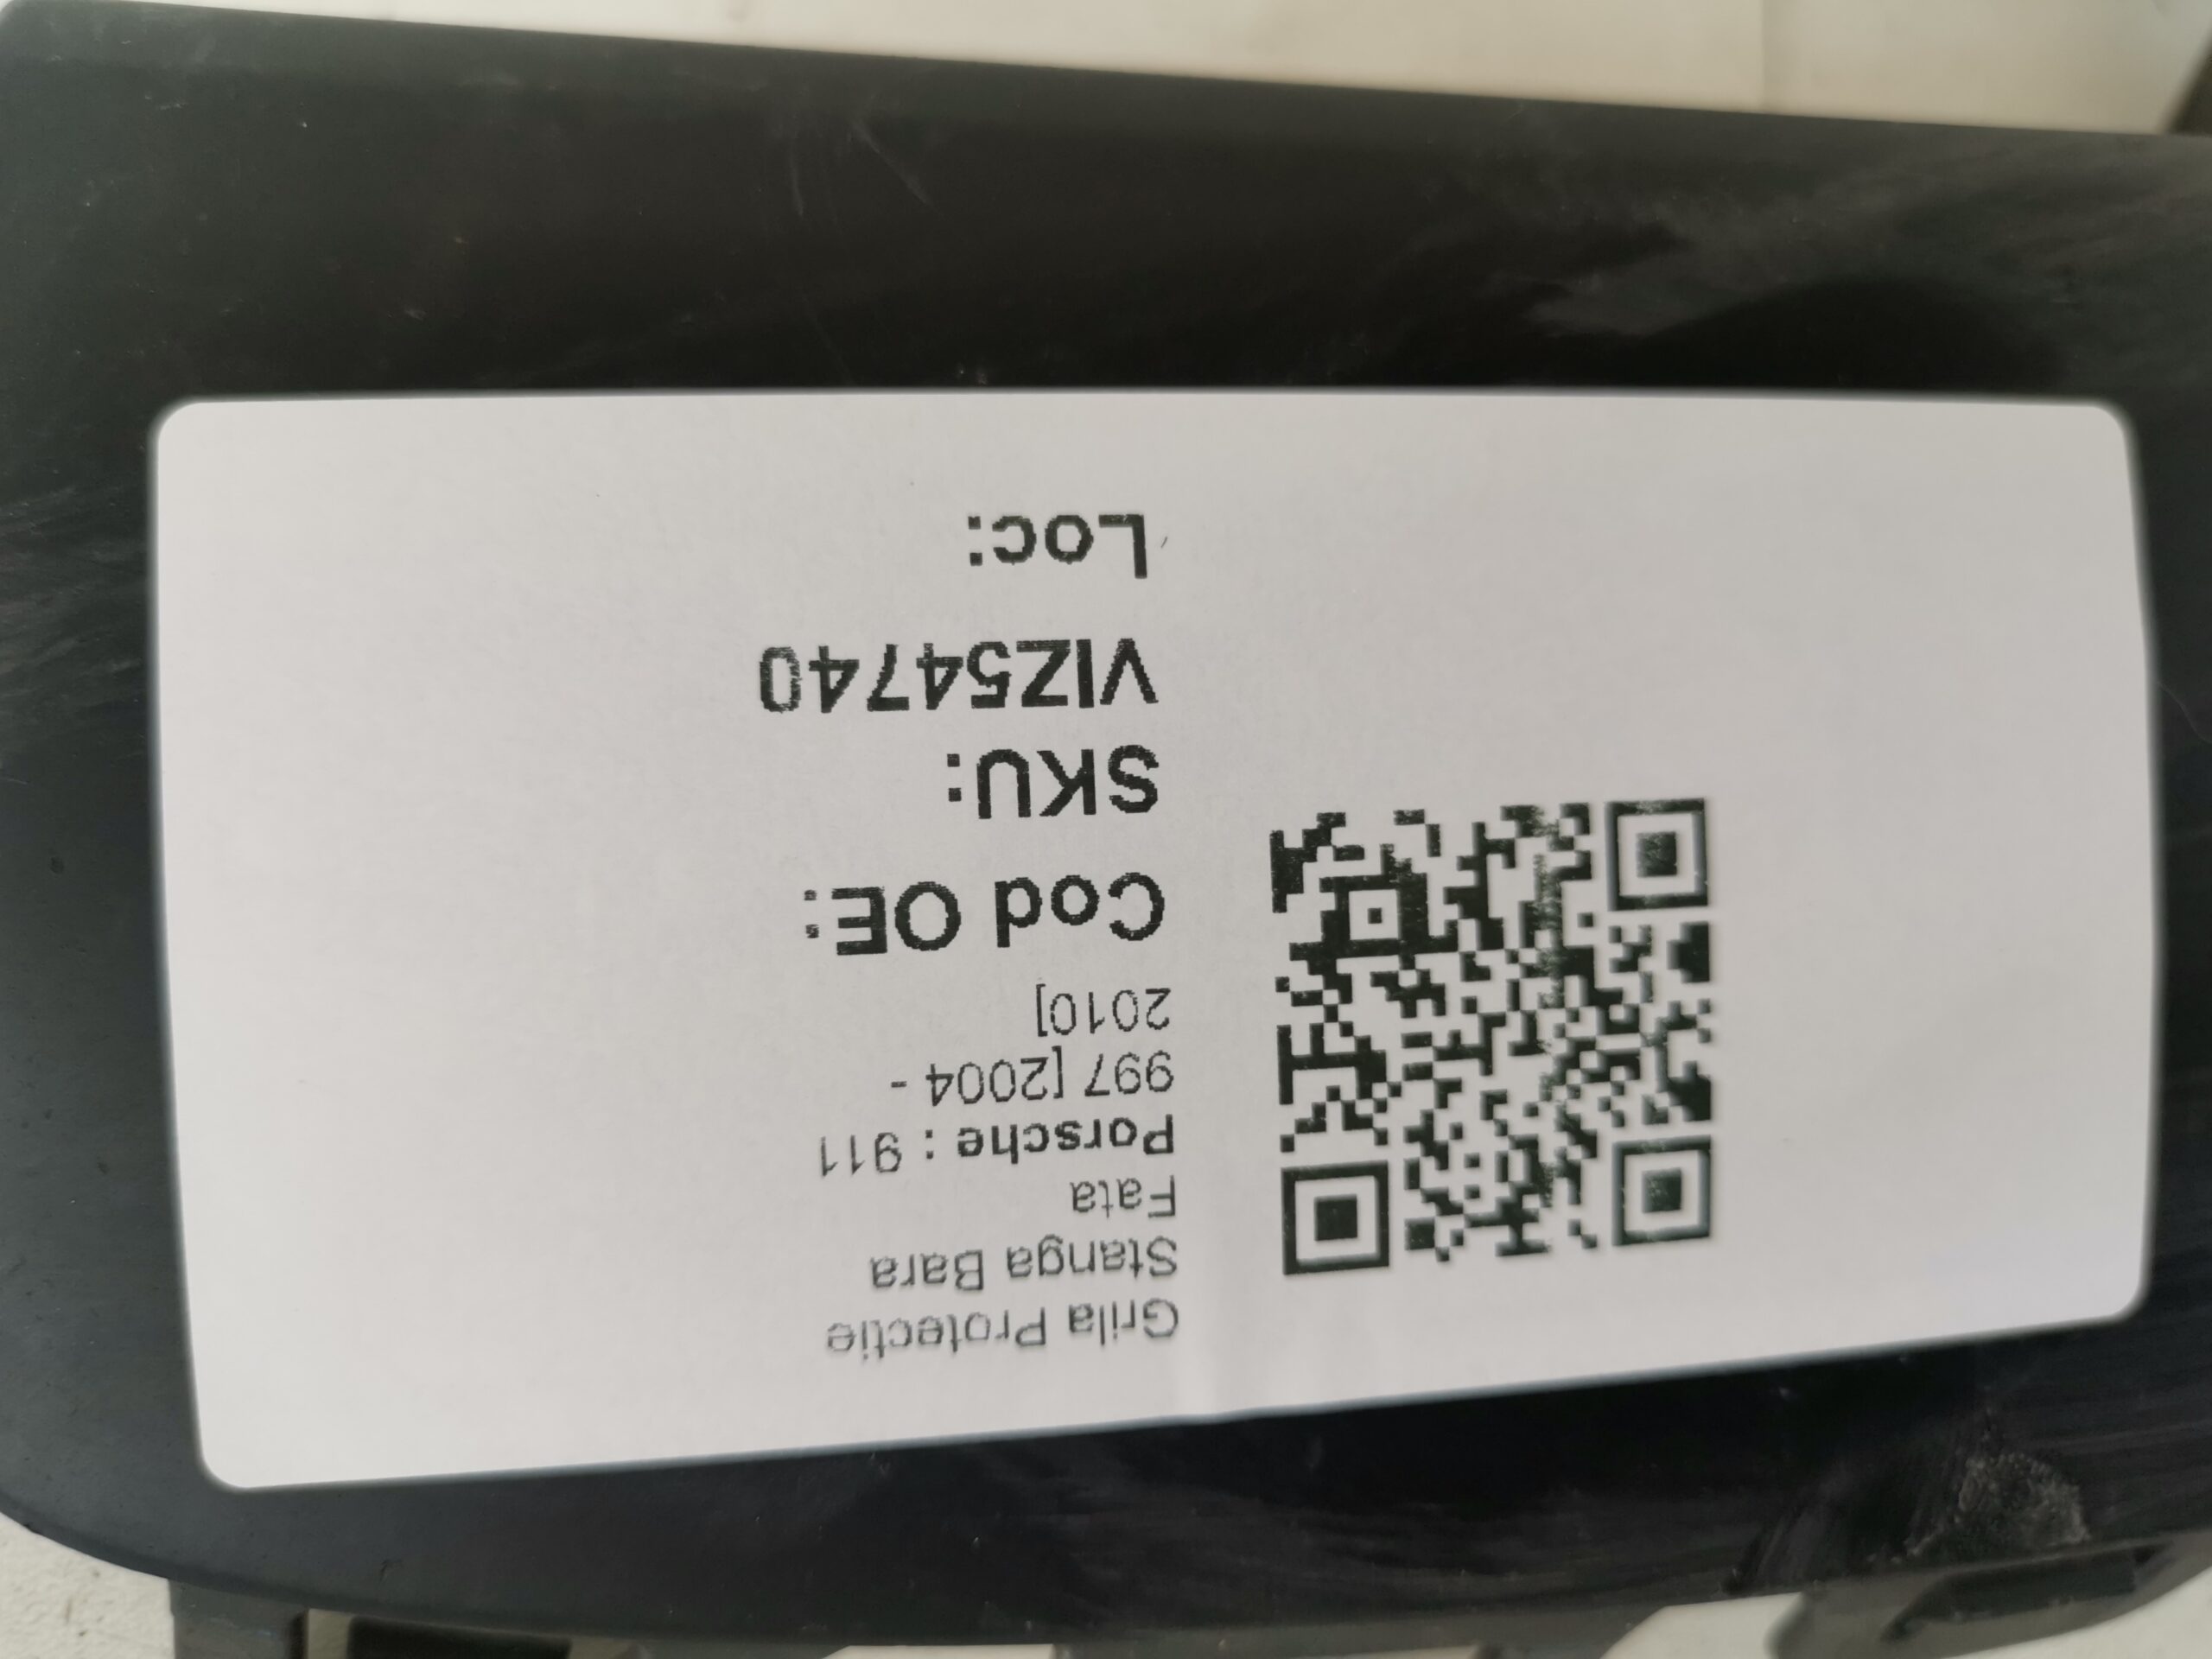 Grila Protectie
Stanga Bara
Fata
Porsche : 911
997 [2004 -
2010]
Cod OE:
SKU:
VIZ54740
Loc: